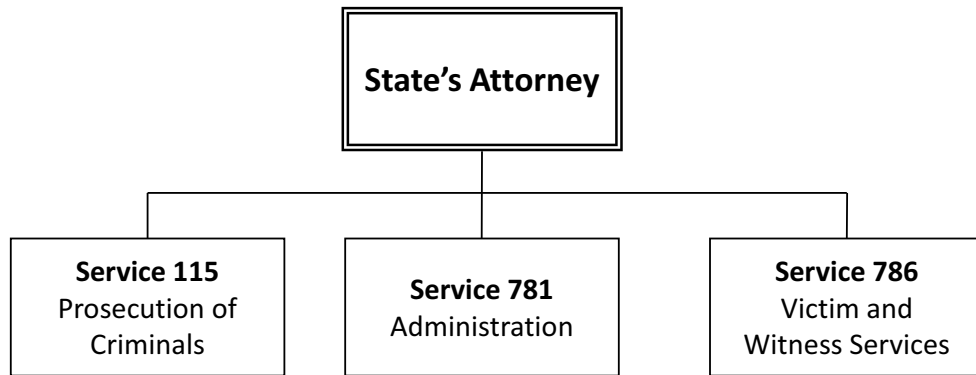 State’s Attorney
Service 115
Prosecution of
Criminals
Service 781
Administration
Service 786
Victim and
Witness Services